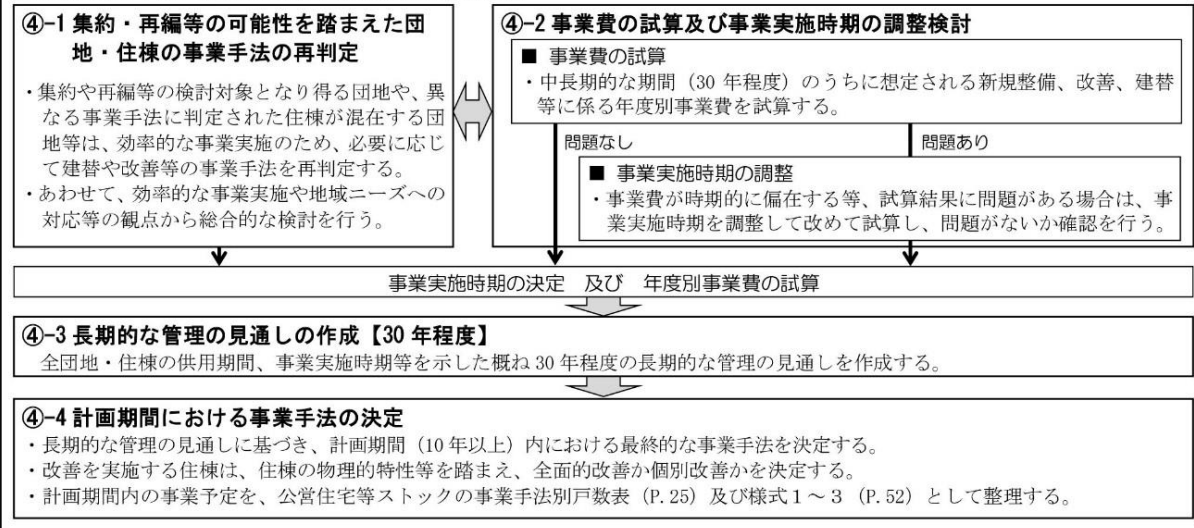 ④-1 集約・再編等の可能性を踏まえた団
地・住棟の事業手法の再判定
・集約や再編等の検討対象となり得る団地や、異
なる事業手法に判定された住棟が混在する団
地等は、効率的な事業実施のため、必要に応じ
て建替や改善等の事業手法を再判定する。
・あわせて、効率的な事業実施や地域ニーズへの
対応等の観点から総合的な検討を行う。
④-2 事業費の試算及び事業実施時期の調整検討
■ 事業費の試算
・中長期的な期間（30 年程度）のうちに想定される新規整備、改善、建替
等に係る年度別事業費を試算する。
問題なし
問題あり
■ 事業実施時期の調整
・事業費が時期的に偏在する等、試算結果に問題がある場合は、事
業実施時期を調整して改めて試算し、問題がないか確認を行う。
事業実施時期の決定　及び　年度別事業費の試算
④-3 長期的な管理の見通しの作成【30 年程度】
全団地・住棟の供用期間、事業実施時期等を示した概ね 30 年程度の長期的な管理の見通しを作成する。
④-4 計画期間における事業手法の決定
・長期的な管理の見通しに基づき、計画期間（10 年以上）内における最終的な事業手法を決定する。
・改善を実施する住棟は、住棟の物理的特性等を踏まえ、全面的改善か個別改善かを決定する。
・計画期間内の事業予定を、公営住宅等ストックの事業手法別戸数表（P.25）及び様式１～３（P.52）として整理する。